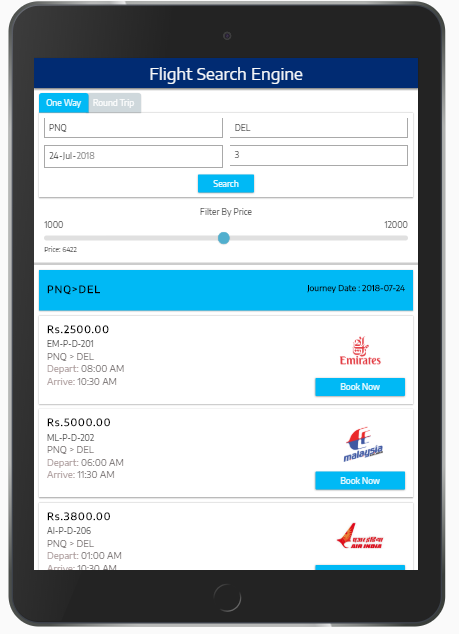 Flight Search Engine
One Way Round Trip
PNQ DEL
24-Jul-2018 3
Search
Filter By Price
1000 12000
Price: 6422
PNQ>DEL Journey Date : 2018-07-24
Rs.2500.00
EM-P-D-201
PNQ > DEL
Depart: 08:00 AM
Arrive: 10:30 AM
Emirates
Book Now
Rs.5000.00
ML-P-D-202
PNQ > DEL
Depart: 06:00 AM
Arrive: 11:30 AM
malaysia
Book Now
Rs.3800.00
AI-P-D-206
PNQ > DEL
Depart: 01:00 AM
Arrive: 10:30 AM
एअर इंडिया
AIR INDIA